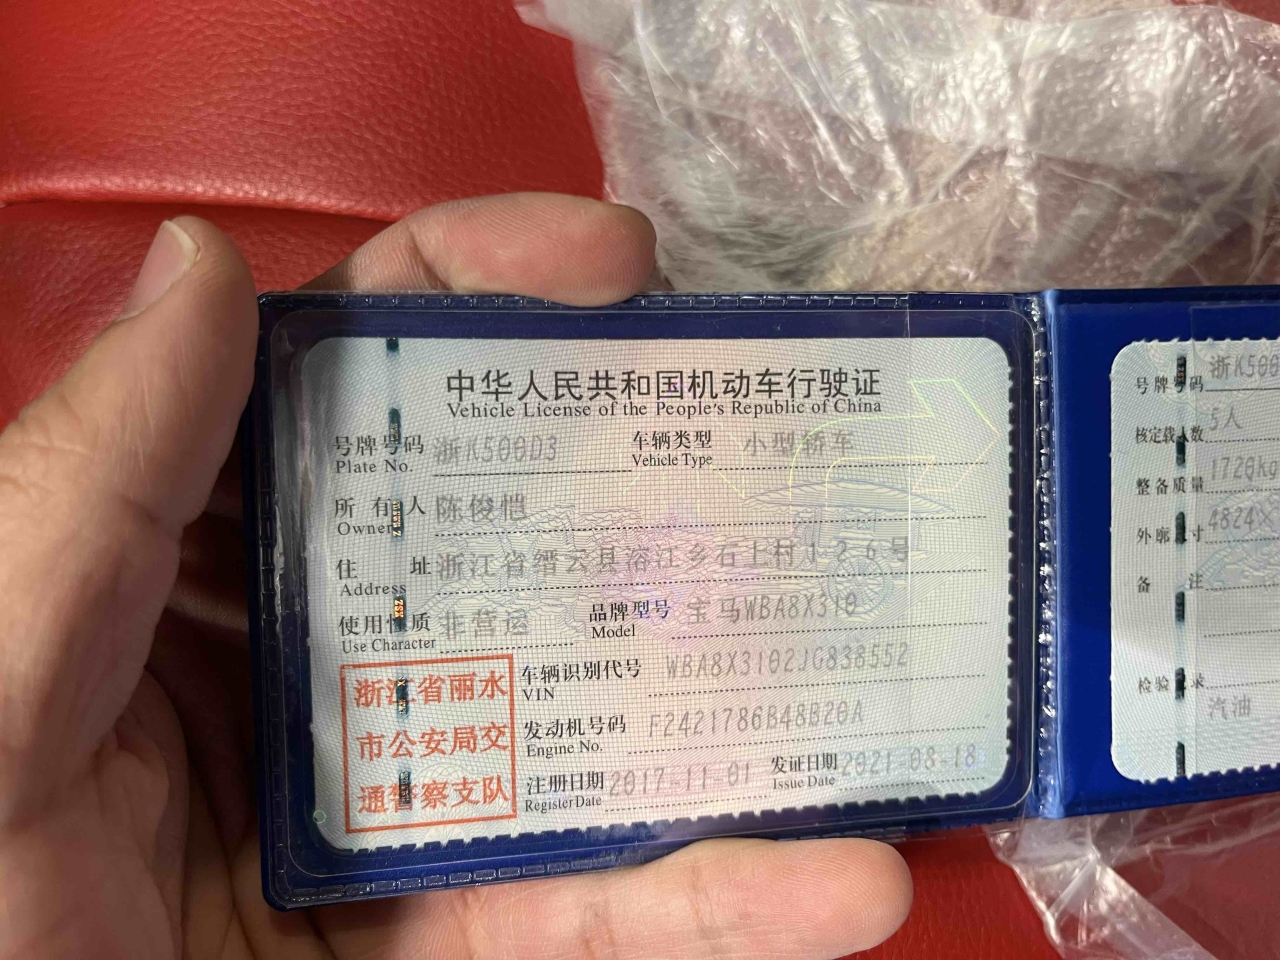 中华人民共和国机动车行驶证
Vehicle License of the People's Republic of China
号牌号码 浙K500D3 车辆类型 小型轿车
Plate No. Vehicle Type
所有人 陈俊恺
Owner
住址 浙江省缙云县溶江乡石上村126号
Address
使用性质 非营运 品牌型号 宝马WBA8X310
Use Character Model
浙江省丽水
市公安局交
通警察支队
车辆识别代号 WBA8X3102JG838552
VIN
发动机号码 F2421786B48B20A
Engine No.
注册日期 2017-11-01 发证日期 2021-08-18
Register Date Issue Date
号牌号码 浙K500
核定载人数 5人
整备质量 1720kg
外廓尺寸 4824X
备注
检验记录
汽油